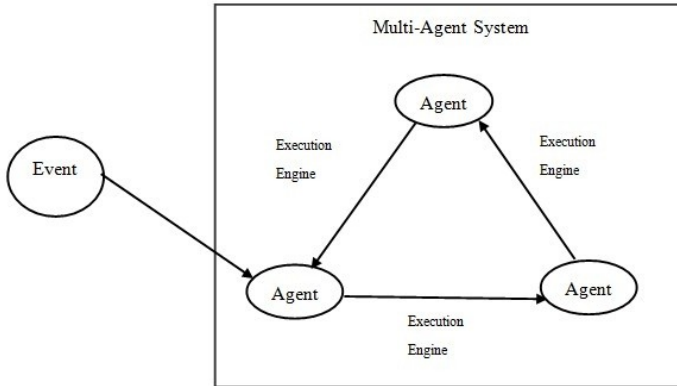 Multi-Agent System
Agent
Execution
Engine
Execution
Engine
Event
Agent
Agent
Execution
Engine